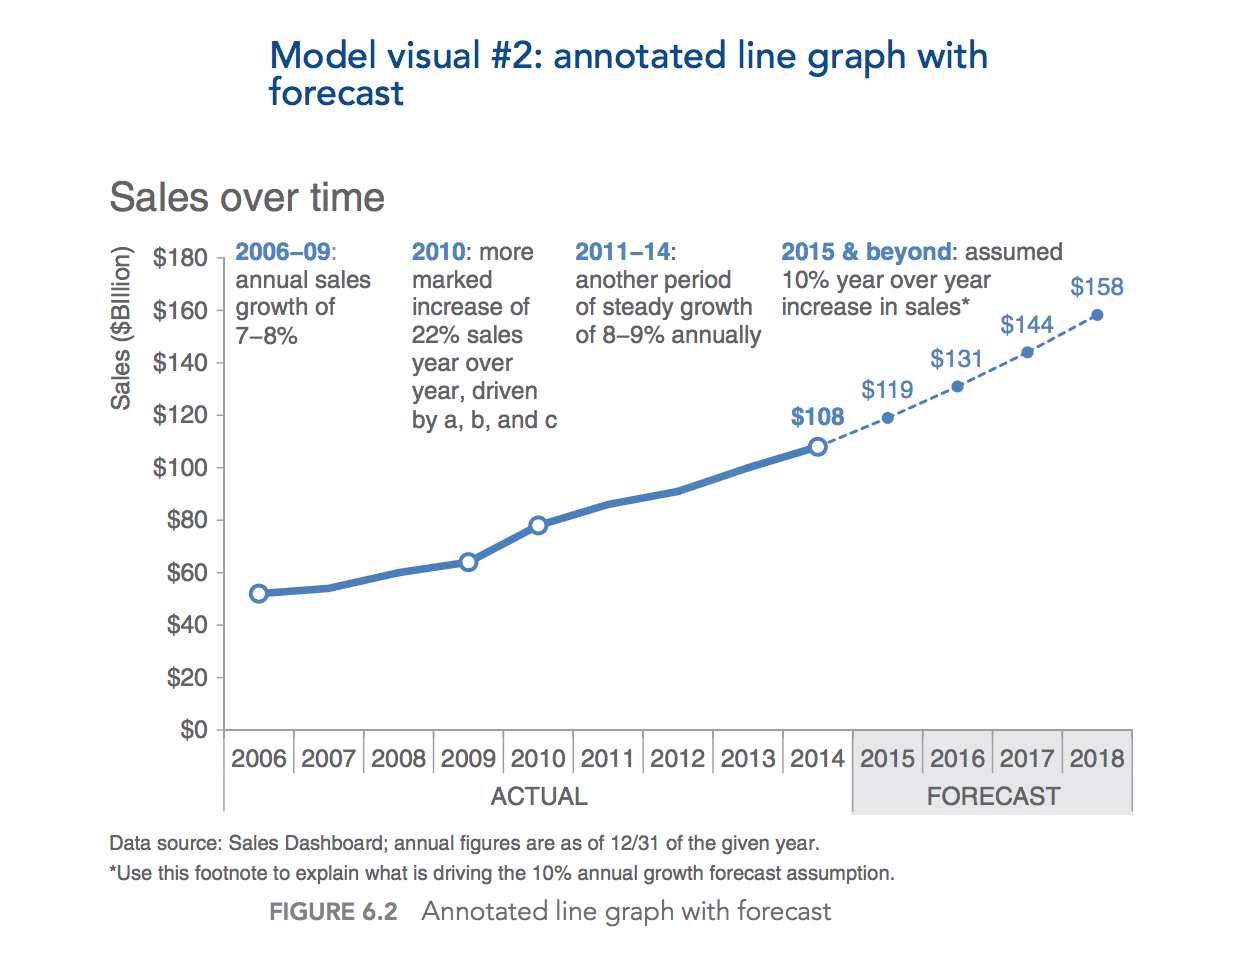 Model visual #2: annotated line graph with
forecast
Sales over time
Sales ($BIllion)
$180
$160
$140
$120
$100
$80
$60
$40
$20
$0
2006–09:
annual sales
growth of
7–8%
2010: more
marked
increase of
22% sales
year over
year, driven
by a, b, and c
2011–14:
another period
of steady growth
of 8–9% annually
2015 & beyond: assumed
10% year over year
increase in sales*
$108
$119
$131
$144
$158
2006 2007 2008 2009 2010 2011 2012 2013 2014 2015 2016 2017 2018
ACTUAL FORECAST
Data source: Sales Dashboard; annual figures are as of 12/31 of the given year.
*Use this footnote to explain what is driving the 10% annual growth forecast assumption.
FIGURE 6.2 Annotated line graph with forecast